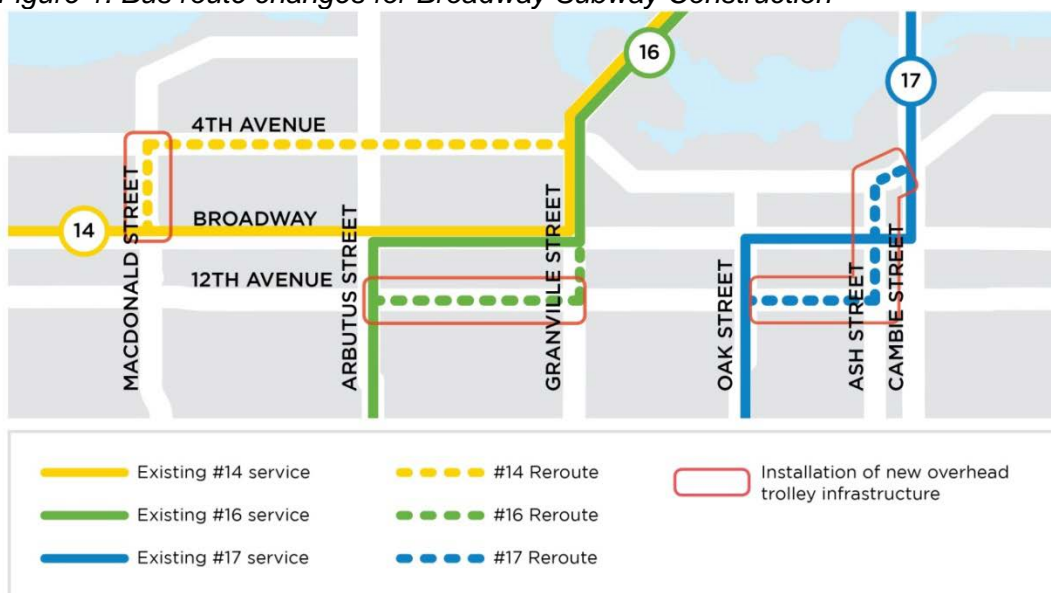 Figure 4: Bus route changes for Broadway Subway Construction
16
17
4TH AVENUE
MACDONALD STREET
BROADWAY
14
ARBUTUS STREET
12TH AVENUE
GRANVILLE STREET
OAK STREET
ASH STREET
CAMBIE STREET
Existing #14 service
#14 Reroute
Installation of new overhead
trolley infrastructure
Existing #16 service
#16 Reroute
Existing #17 service
#17 Reroute